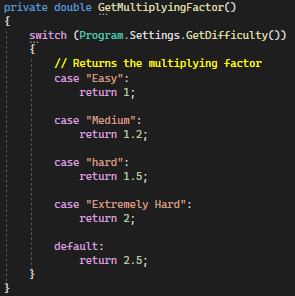 private double GetMultiplyingFactor()
{
switch (Program.Settings.GetDifficulty())
{
// Returns the multiplying factor
case "Easy":
return 1;
case "Medium":
return 1.2;
case "hard":
return 1.5;
case "Extremely Hard":
return 2;
default:
return 2.5;
}
}